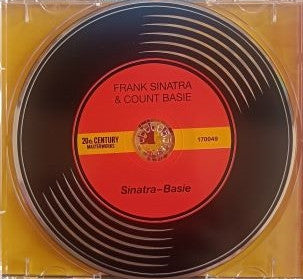 FRANK SINATRA
& COUNT BASIE
20th CENTURY
MASTERWORKS
170049
Sinatra–Basie